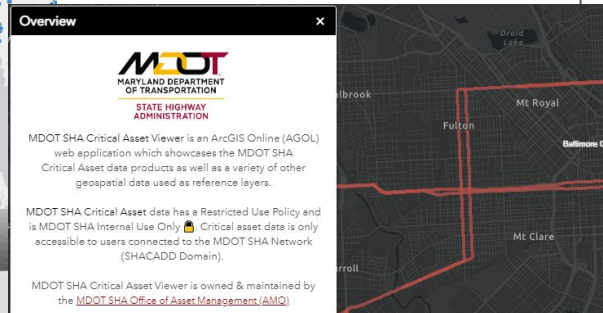 Overview
×
MDOT
MARYLAND DEPARTMENT
OF TRANSPORTATION
STATE HIGHWAY
ADMINISTRATION
MDOT SHA Critical Asset Viewer is an ArcGIS Online (AGOL)
web application which showcases the MDOT SHA
Critical Asset data products as well as a variety of other
geospatial data used as reference layers.
MDOT SHA Critical Asset data has a Restricted Use Policy and
is MDOT SHA Internal Use Only 🔒. Critical asset data is only
accessible to users connected to the MDOT SHA Network
(SHACADD Domain).
MDOT SHA Critical Asset Viewer is owned & maintained by
the MDOT SHA Office of Asset Management (AMO)
Druid
Lake
Mt Royal
Fulton
Mt Clare